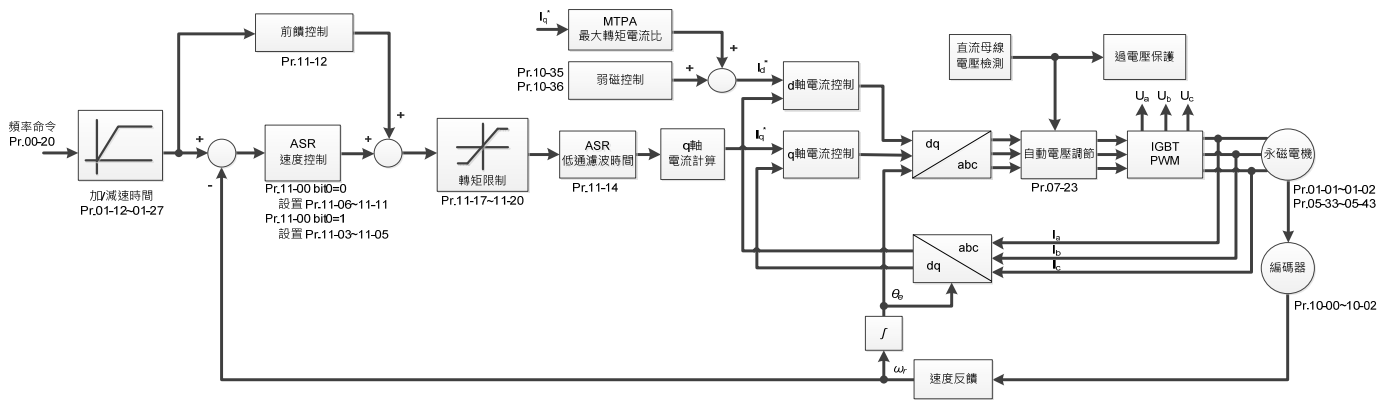 前饋控制
Pr.11-12
Iq*
MTPA
最大轉矩電流比
+
Pr.10-35
Pr.10-36
弱磁控制
+
Id*
d軸電流控制
直流母線
電壓檢測
過電壓保護
Ua Ub Uc
頻率命令
Pr.00-20
加/減速時間
Pr.01-12~01-27
+
-
ASR
速度控制
Pr.11-00 bit0=0
設置 Pr.11-06~11-11
Pr.11-00 bit0=1
設置 Pr.11-03~11-05
+
+
轉矩限制
Pr.11-17~11-20
ASR
低通濾波時間
Pr.11-14
q軸
電流計算
Iq*
q軸電流控制
dq
abc
自動電壓調節
Pr.07-23
IGBT
PWM
永磁電機
Pr.01-01~01-02
Pr.05-33~05-43
abc
dq
Ia
Ib
Ic
編碼器
Pr.10-00~10-02
θe
∫
ωr
速度反饋